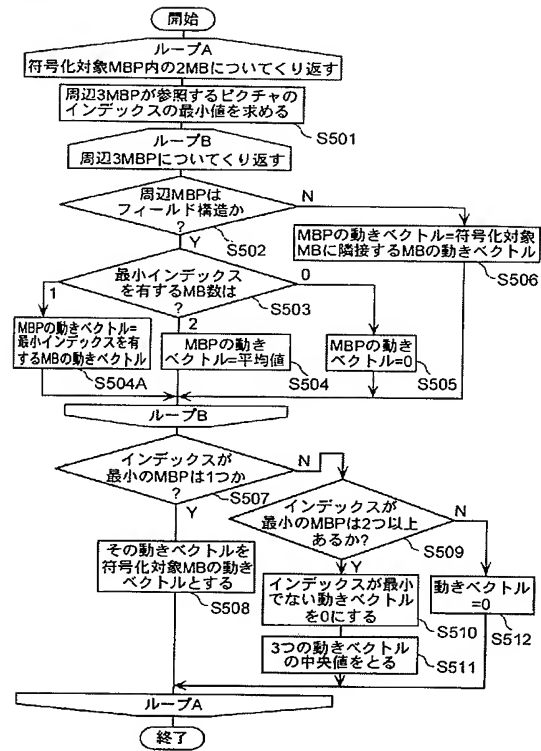 開始
ループA
符号化対象MBP内の2MBについてくり返す
周辺3MBPが参照するピクチャの
インデックスの最小値を求める
S501
ループB
周辺3MBPについてくり返す
周辺MBPは
フィールド構造か
?
N
Y
S502
MBPの動きベクトル=符号化対象
MBに隣接するMBの動きベクトル
S506
最小インデックス
を有するMB数は
?
1
0
2
S503
MBPの動きベクトル=
最小インデックスを有
するMBの動きベクトル
S504A
MBPの動き
ベクトル=平均値
S504
MBPの動き
ベクトル=0
S505
ループB
インデックスが
最小のMBPは1つか
?
N
Y
S507
インデックスが
最小のMBPは2つ以上
あるか?
N
Y
S509
その動きベクトルを
符号化対象MBの動き
ベクトルとする
S508
インデックスが最小
でない動きベクトル
を0にする
S510
動きベクトル
=0
S512
3つの動きベクトル
の中央値をとる
S511
ループA
終了